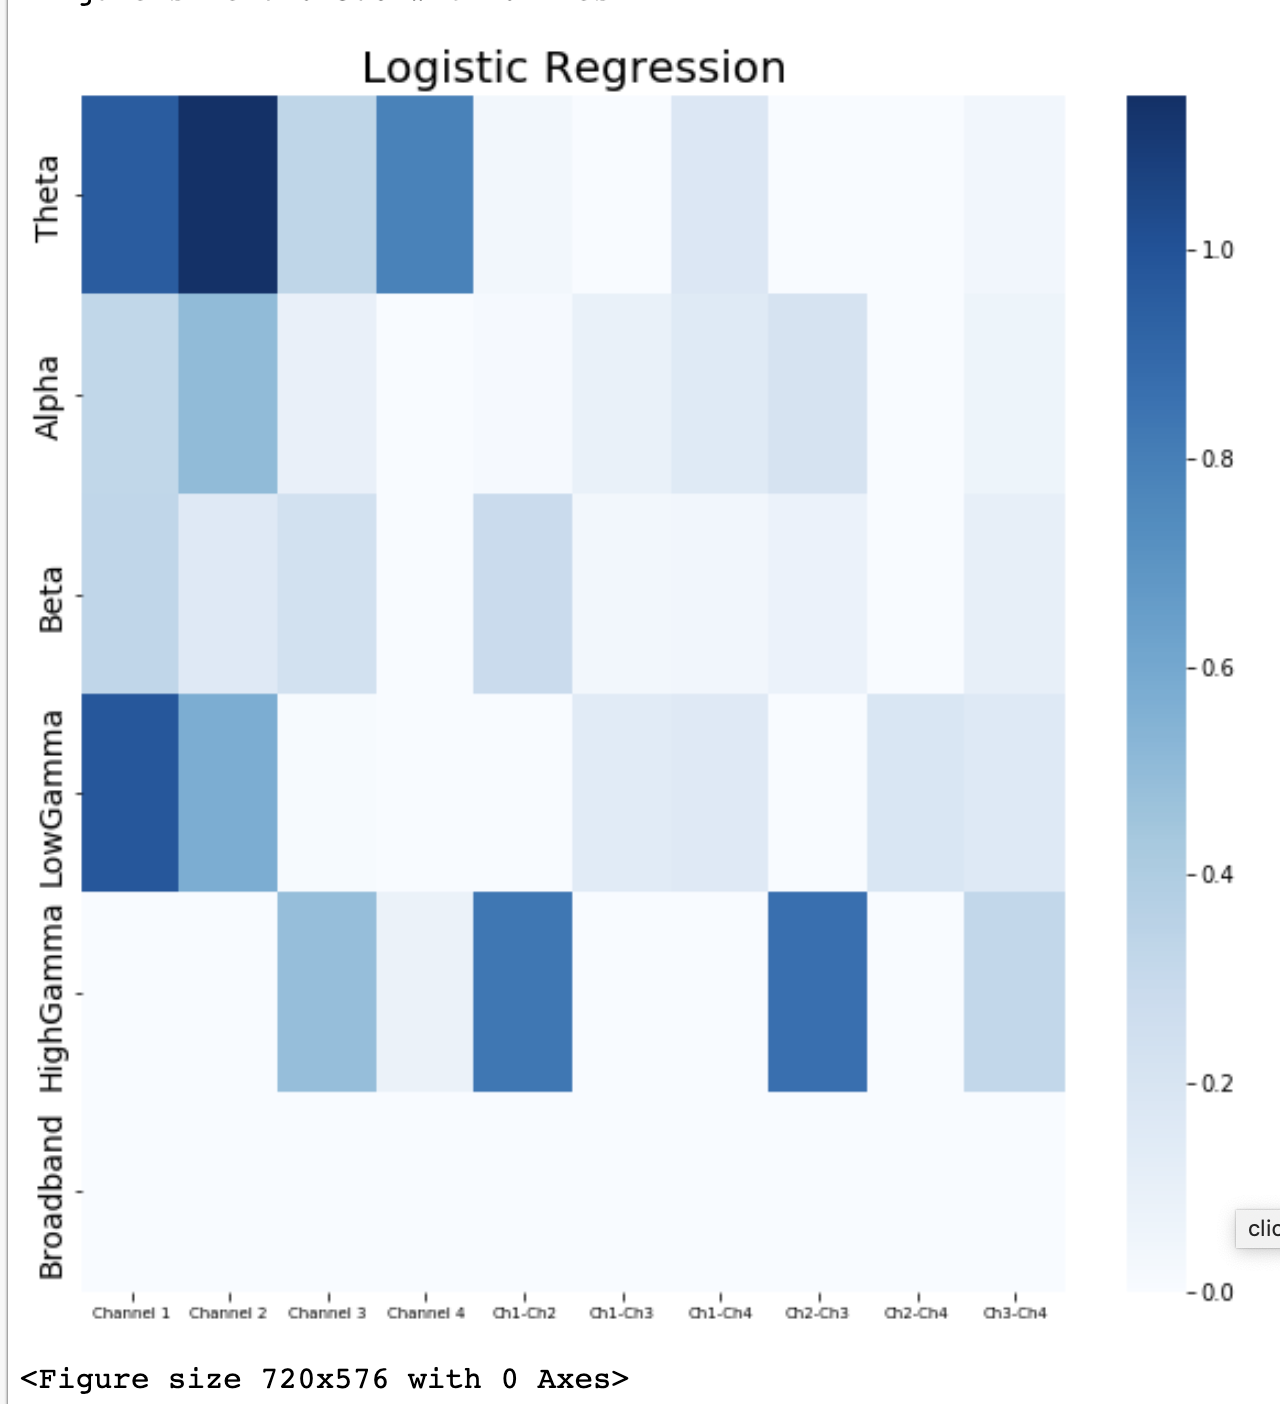 Logistic Regression
Theta
Alpha
Beta
LowGamma
HighGamma
Broadband
1.0
0.8
0.6
0.4
0.2
0.0
clic
Channel 1 Channel 2 Channel 3 Channel 4 Ch1-Ch2 Ch1-Ch3 Ch1-Ch4 Ch2-Ch3 Ch2-Ch4 Ch3-Ch4
<Figure size 720x576 with 0 Axes>